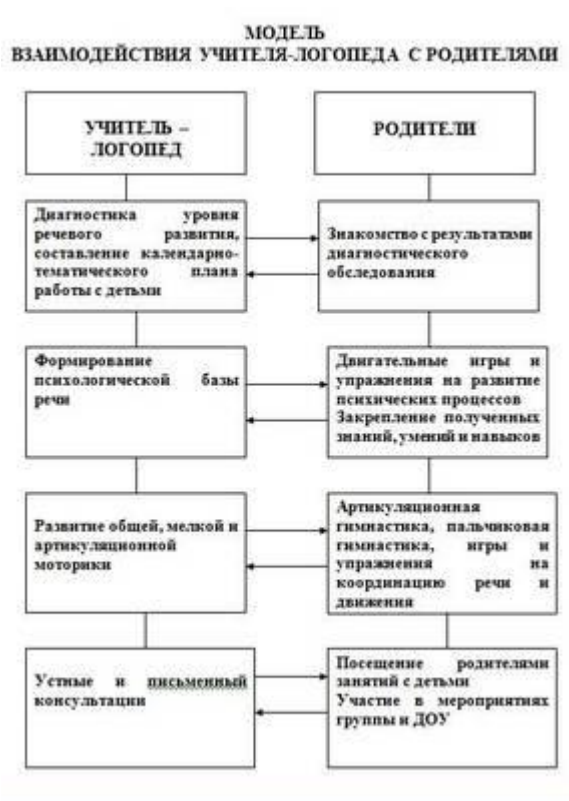 МОДЕЛЬ
ВЗАИМОДЕЙСТВИЯ УЧИТЕЛЯ-ЛОГОПЕДА С РОДИТЕЛЯМИ
УЧИТЕЛЬ –
ЛОГОПЕД
РОДИТЕЛИ
Диагностика уровня
речевого развития,
составление календарно-
тематического плана
работы с детьми
Знакомство с результатами
диагностического
обследования
Формирование
психологической базы
речи
Двигательные игры и
упражнения на развитие
психических процессов
Закрепление полученных
знаний, умений и навыков
Развитие общей, мелкой и
артикуляционной
моторики
Артикуляционная
гимнастика, пальчиковая
гимнастика, игры и
упражнения на
координацию речи и
движения
Устные и письменный
консультации
Посещение родителями
занятий с детьми
Участие в мероприятиях
группы и ДОУ